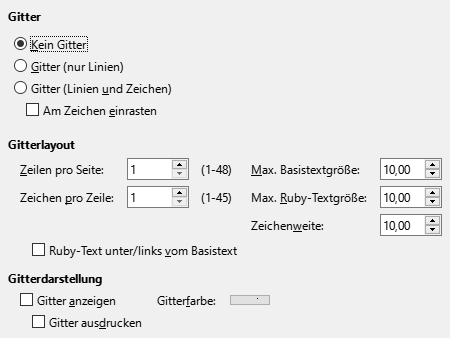 Gitter
Kein Gitter
Gitter (nur Linien)
Gitter (Linien und Zeichen)
Am Zeichen einrasten
Gitterlayout
Zeilen pro Seite: 1 (1-48) Max. Basistextgröße: 10,00
Zeichen pro Zeile: 1 (1-45) Max. Ruby-Textgröße: 10,00
Zeichenweite: 10,00
Ruby-Text unter/links vom Basistext
Gitterdarstellung
Gitter anzeigen Gitterfarbe:
Gitter ausdrucken